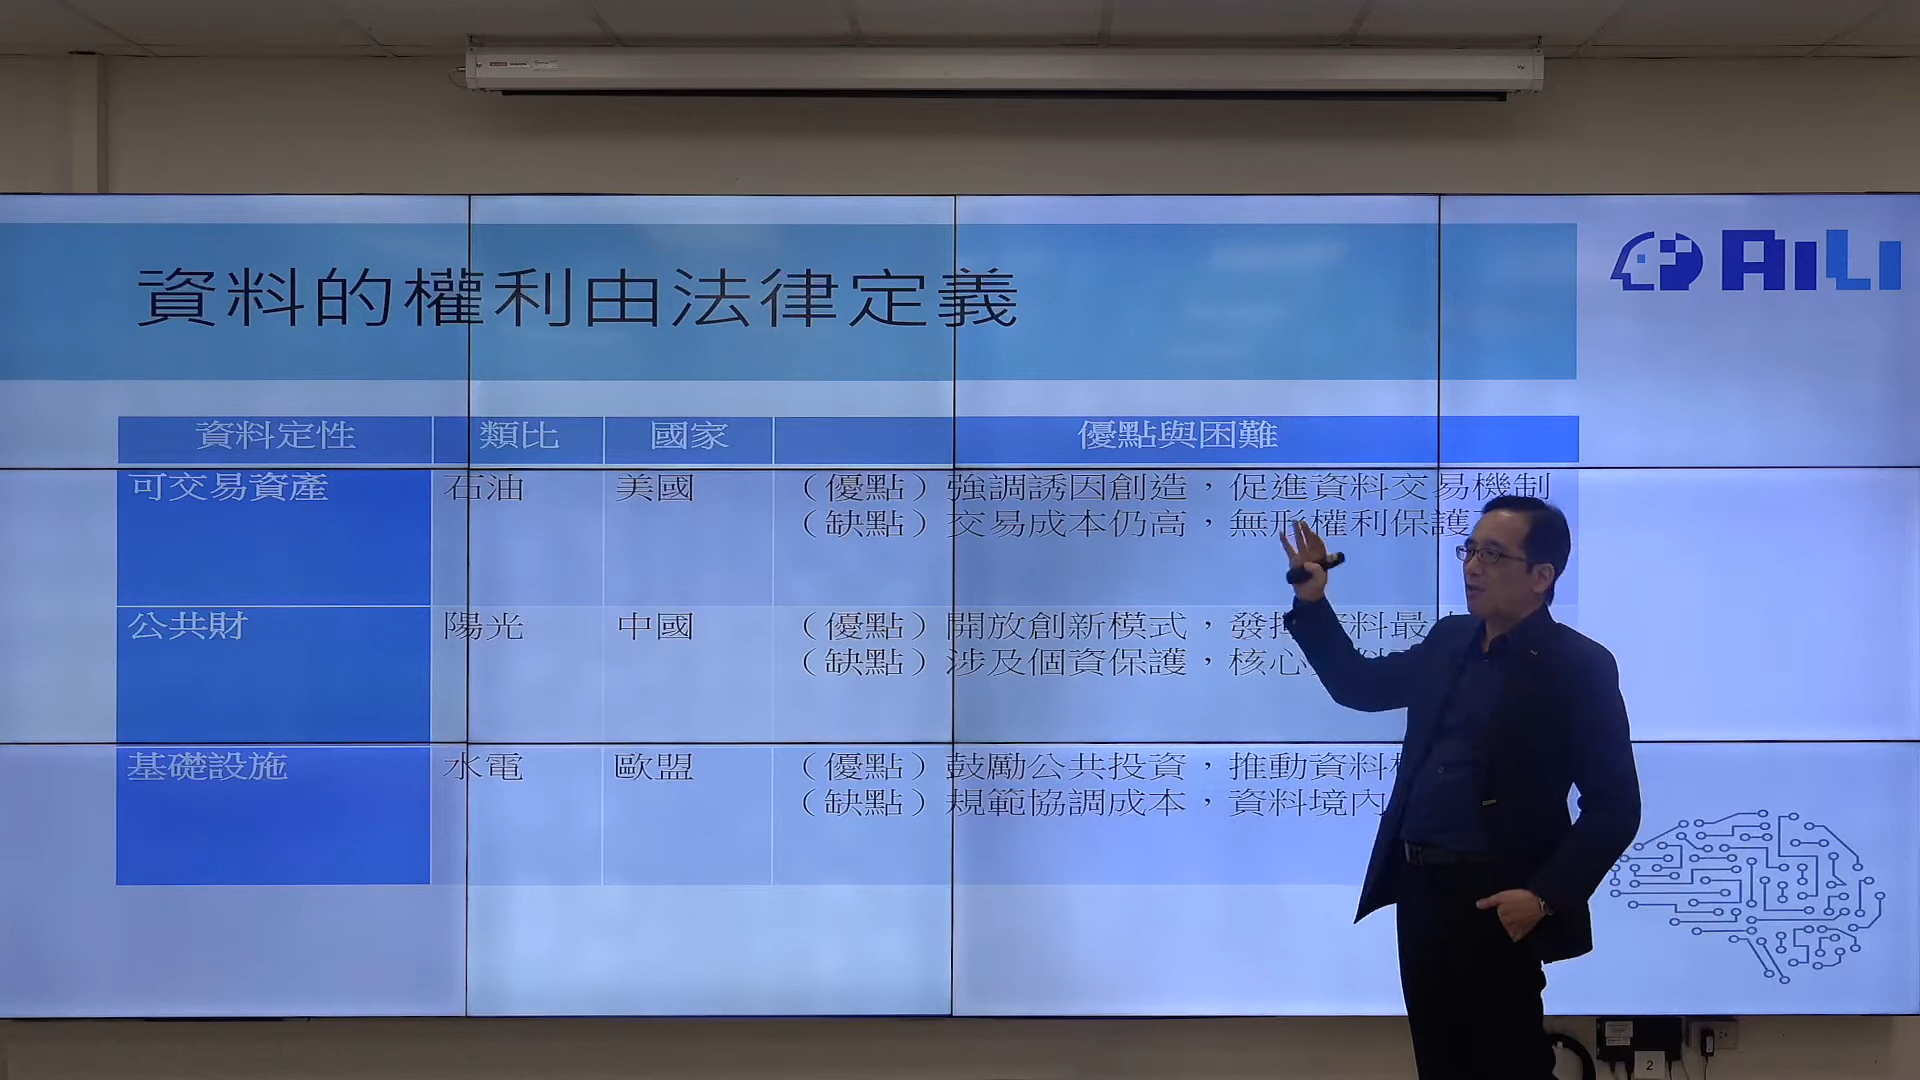 資料的權利由法律定義
AiLi
資料定性 類比 國家 優點與困難
可交易資產 石油 美國 （優點）強調誘因創造，促進資料交易機制
（缺點）交易成本仍高，無形權利保護
公共財 陽光 中國 （優點）開放創新模式，發揮資料最
（缺點）涉及個資保護，核心
基礎設施 水電 歐盟 （優點）鼓勵公共投資，推動資料
（缺點）規範協調成本，資料境內
2